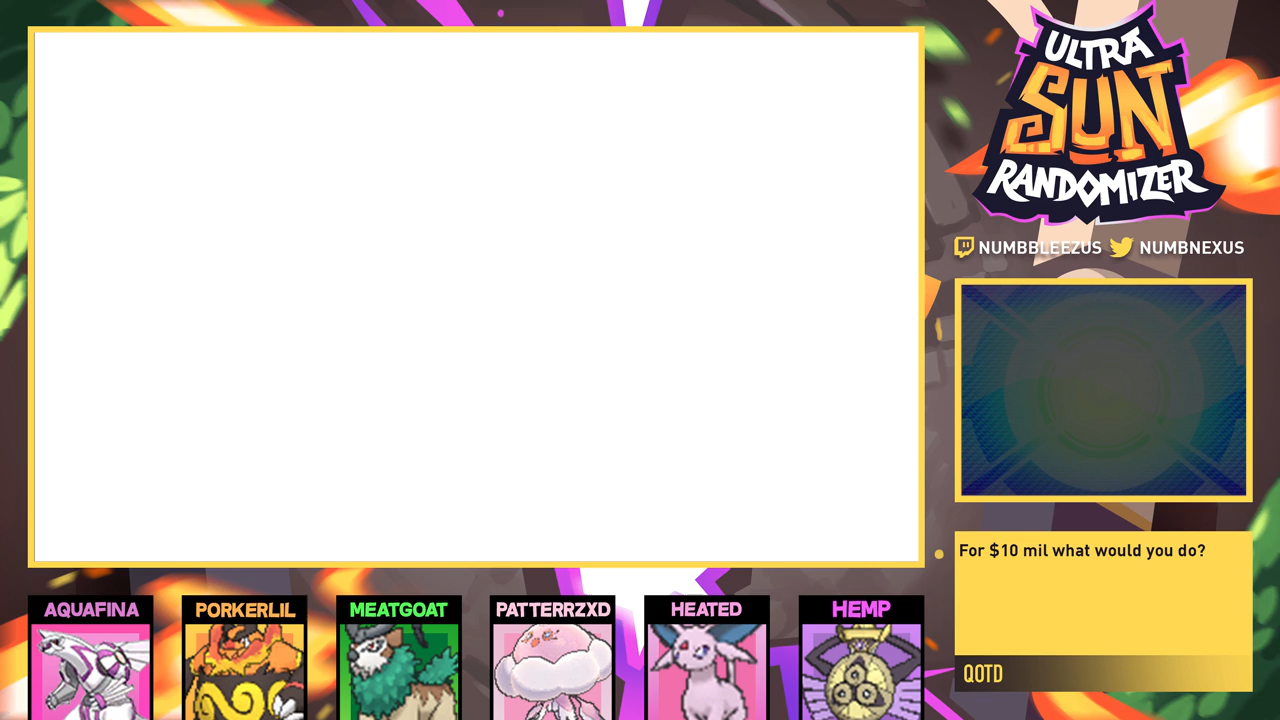 ULTRA
SUN
RANDOMIZER
NUMBBLEEZUS NUMBNEXUS
For $10 mil what would you do?
QOTD
AQUAFINA PORKERLIL MEATGOAT PATTERRZXD HEATED HEMP